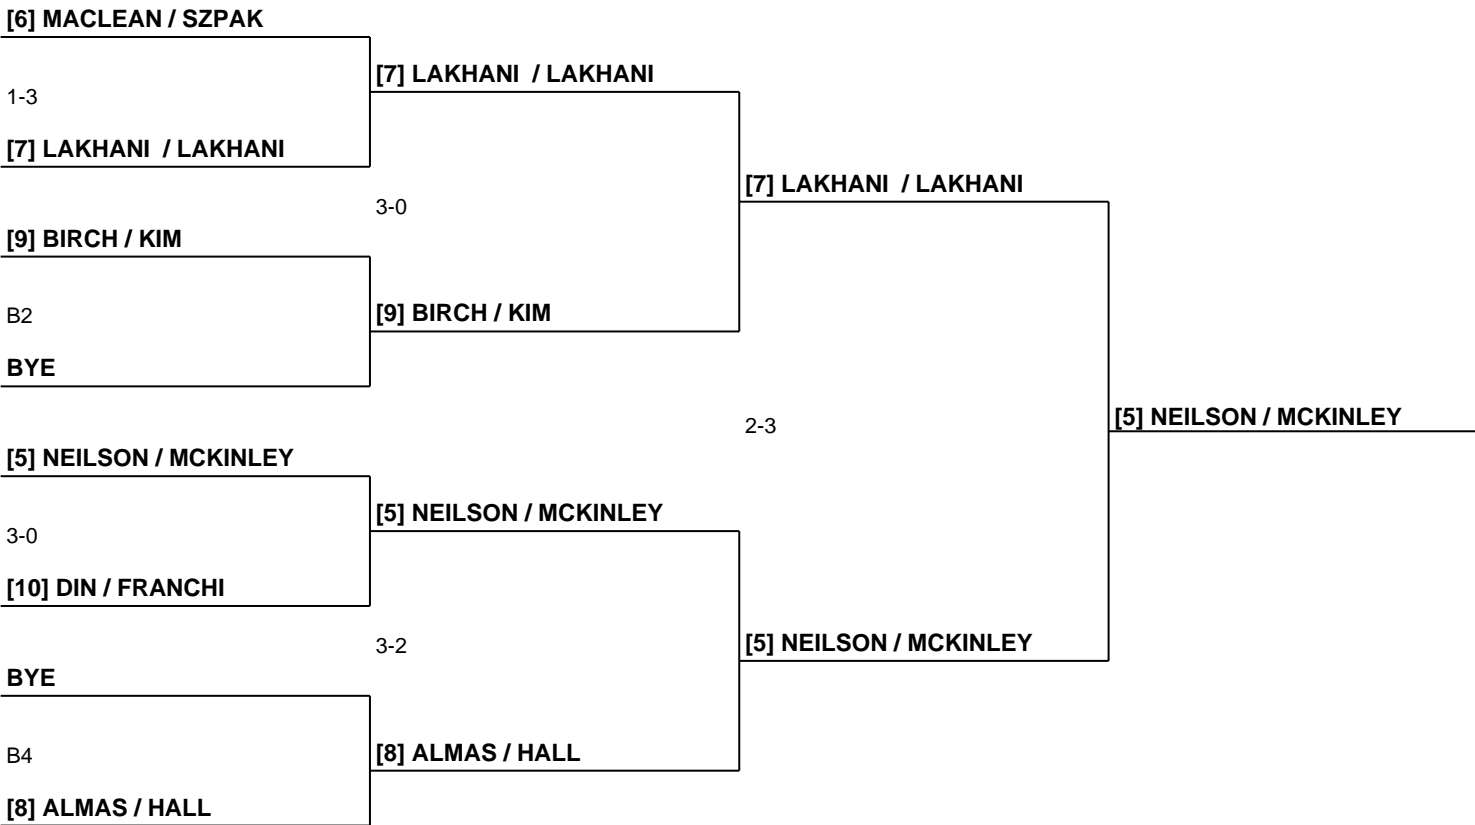 [6] MACLEAN / SZPAK
1-3
[7] LAKHANI  / LAKHANI
[9] BIRCH / KIM
B2
BYE
[5] NEILSON / MCKINLEY
3-0
[10] DIN / FRANCHI
BYE
B4
[8] ALMAS / HALL
[7] LAKHANI  / LAKHANI
3-0
[9] BIRCH / KIM
[5] NEILSON / MCKINLEY
3-2
[8] ALMAS / HALL
[7] LAKHANI  / LAKHANI
2-3
[5] NEILSON / MCKINLEY
[5] NEILSON / MCKINLEY